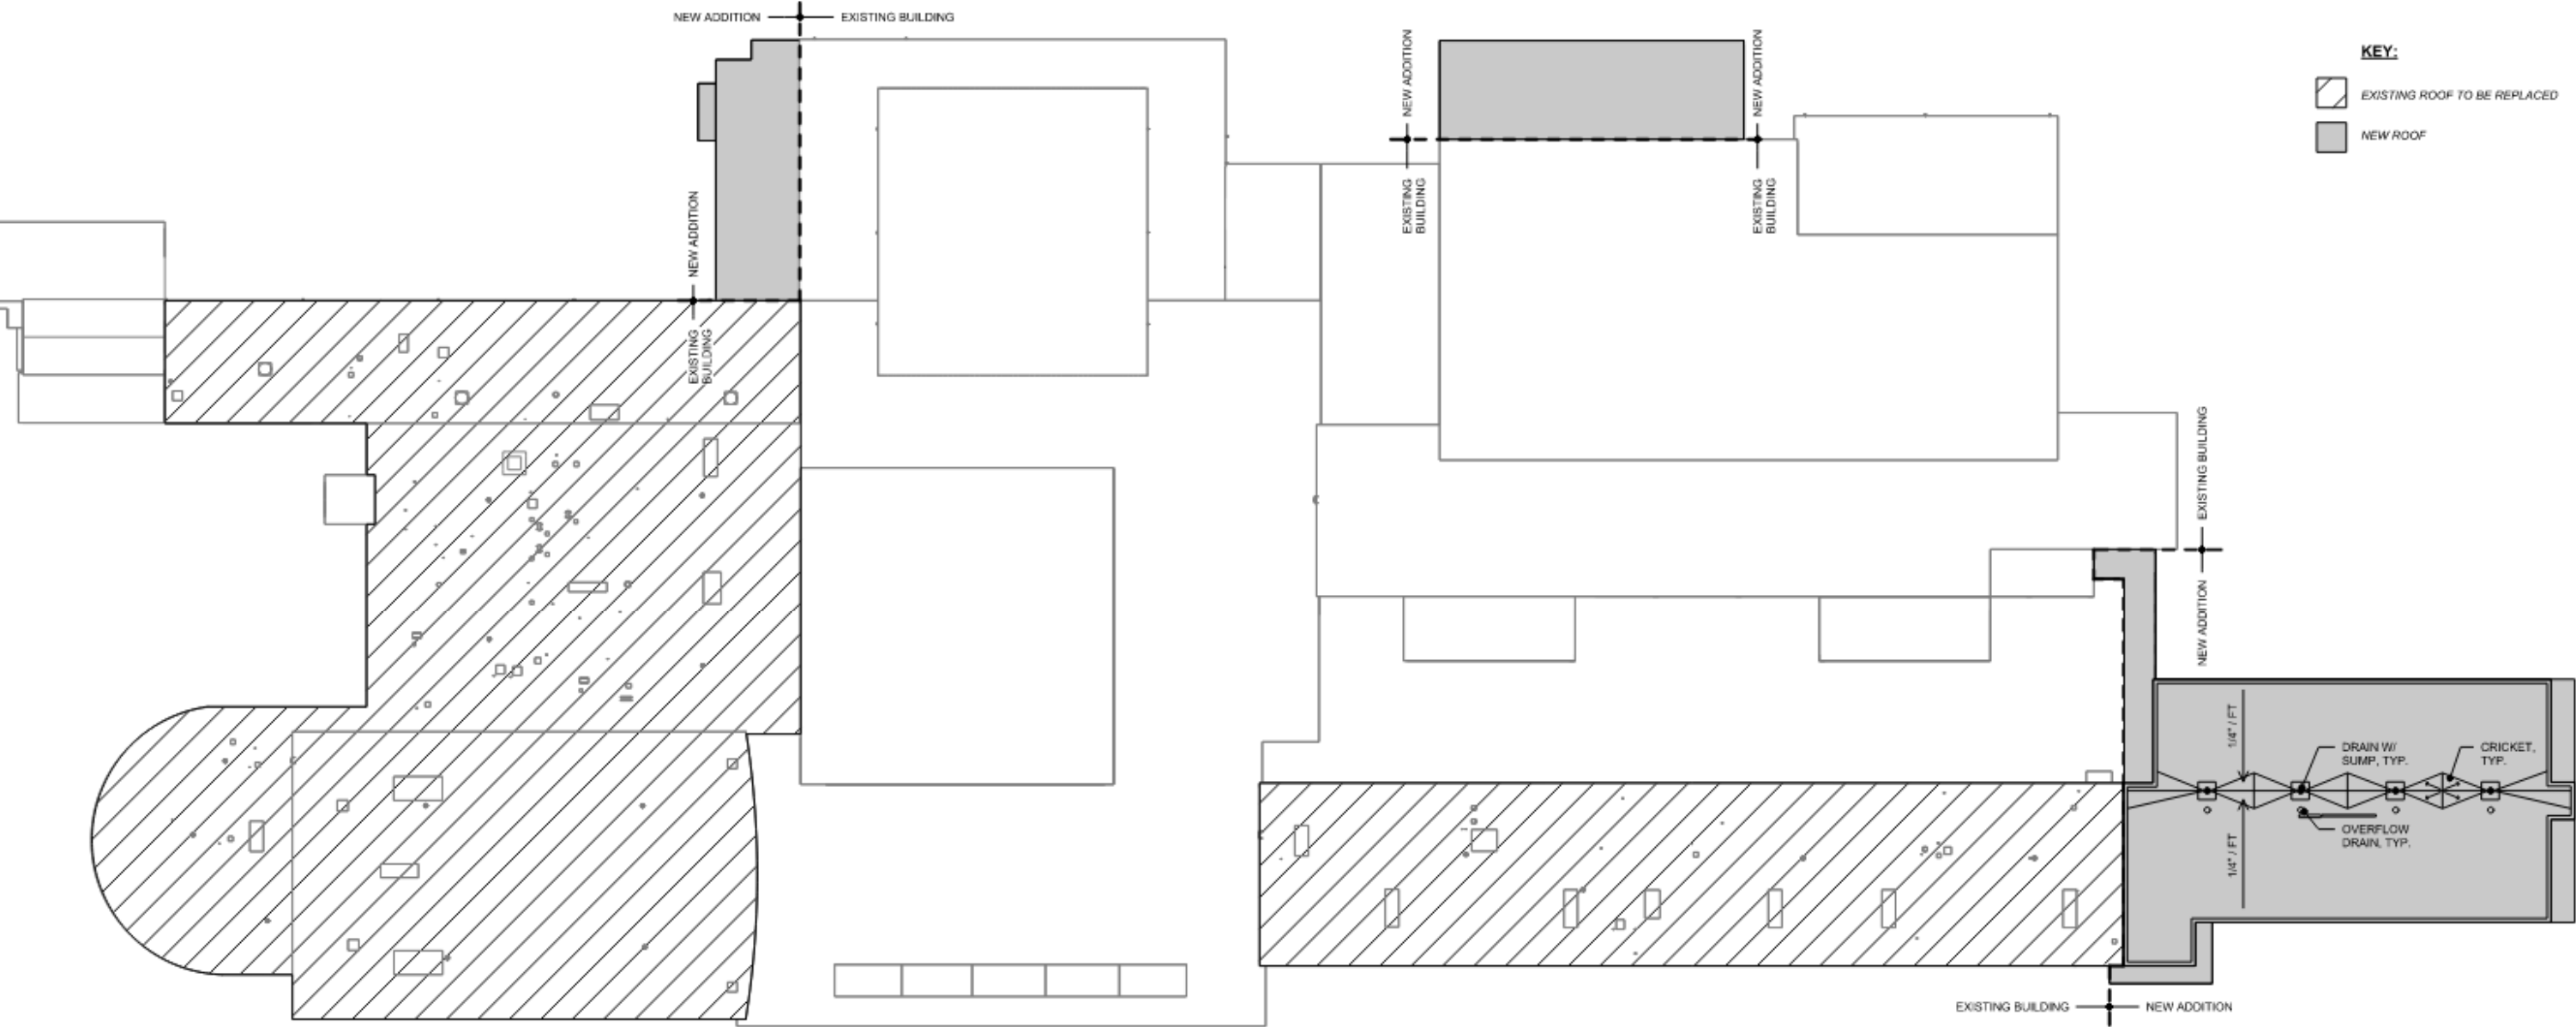 NEW ADDITION
EXISTING BUILDING
NEW ADDITION
EXISTING
BUILDING
NEW ADDITION
EXISTING
BUILDING
NEW ADDITION
EXISTING
BUILDING
KEY:
EXISTING ROOF TO BE REPLACED
NEW ROOF
EXISTING BUILDING
NEW ADDITION
1/4" / FT
DRAIN W/
SUMP, TYP.
CRICKET,
TYP.
1/4" / FT
OVERFLOW
DRAIN, TYP.
EXISTING BUILDING
NEW ADDITION